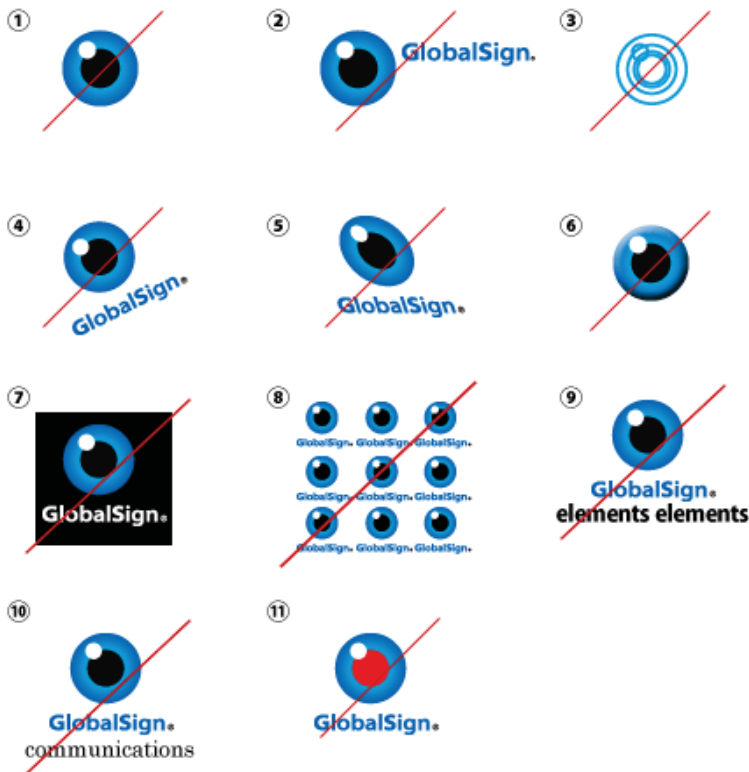 ① ② GlobalSign® ③
④ GlobalSign® ⑤ GlobalSign® ⑥
⑦ GlobalSign® ⑧ ⑨
GlobalSign. GlobalSign. GlobalSign.
GlobalSign. GlobalSign. GlobalSign.
GlobalSign. GlobalSign. GlobalSign.
GlobalSign®
elements elements
⑩ ⑪
GlobalSign® GlobalSign®
communications